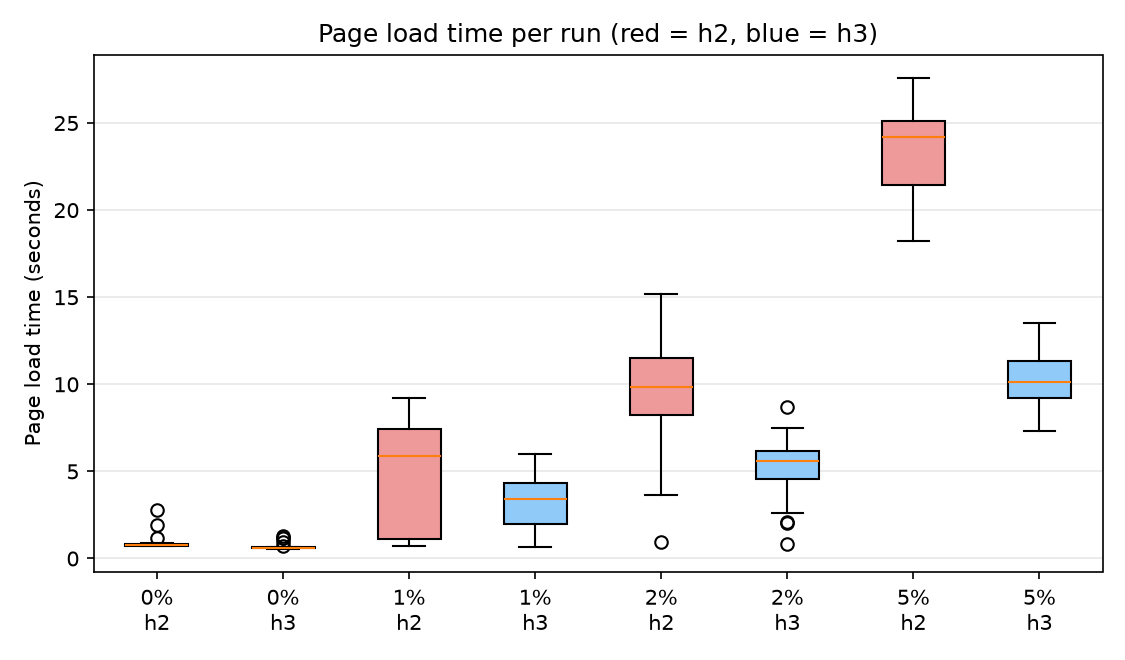 Page load time per run (red = h2, blue = h3)
Page load time (seconds)
25
20
15
10
5
0
0% 0% 1% 1% 2% 2% 5% 5%
h2 h3 h2 h3 h2 h3 h2 h3